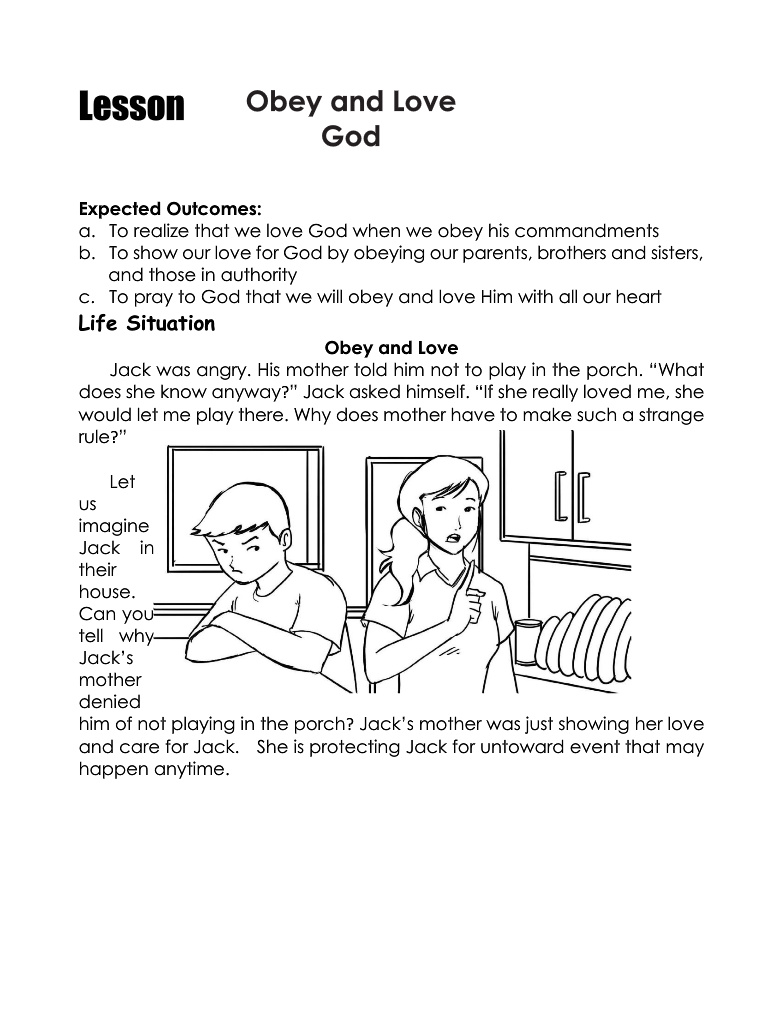 Lesson
Obey and Love
God
Expected Outcomes:
a. To realize that we love God when we obey his commandments
b. To show our love for God by obeying our parents, brothers and sisters,
and those in authority
c. To pray to God that we will obey and love Him with all our heart
Life Situation
Obey and Love
Jack was angry. His mother told him not to play in the porch. “What
does she know anyway?” Jack asked himself. “If she really loved me, she
would let me play there. Why does mother have to make such a strange
rule?”
Let
us
imagine
Jack in
their
house.
Can you
tell why
Jack’s
mother
denied
him of not playing in the porch? Jack’s mother was just showing her love
and care for Jack. She is protecting Jack for untoward event that may
happen anytime.